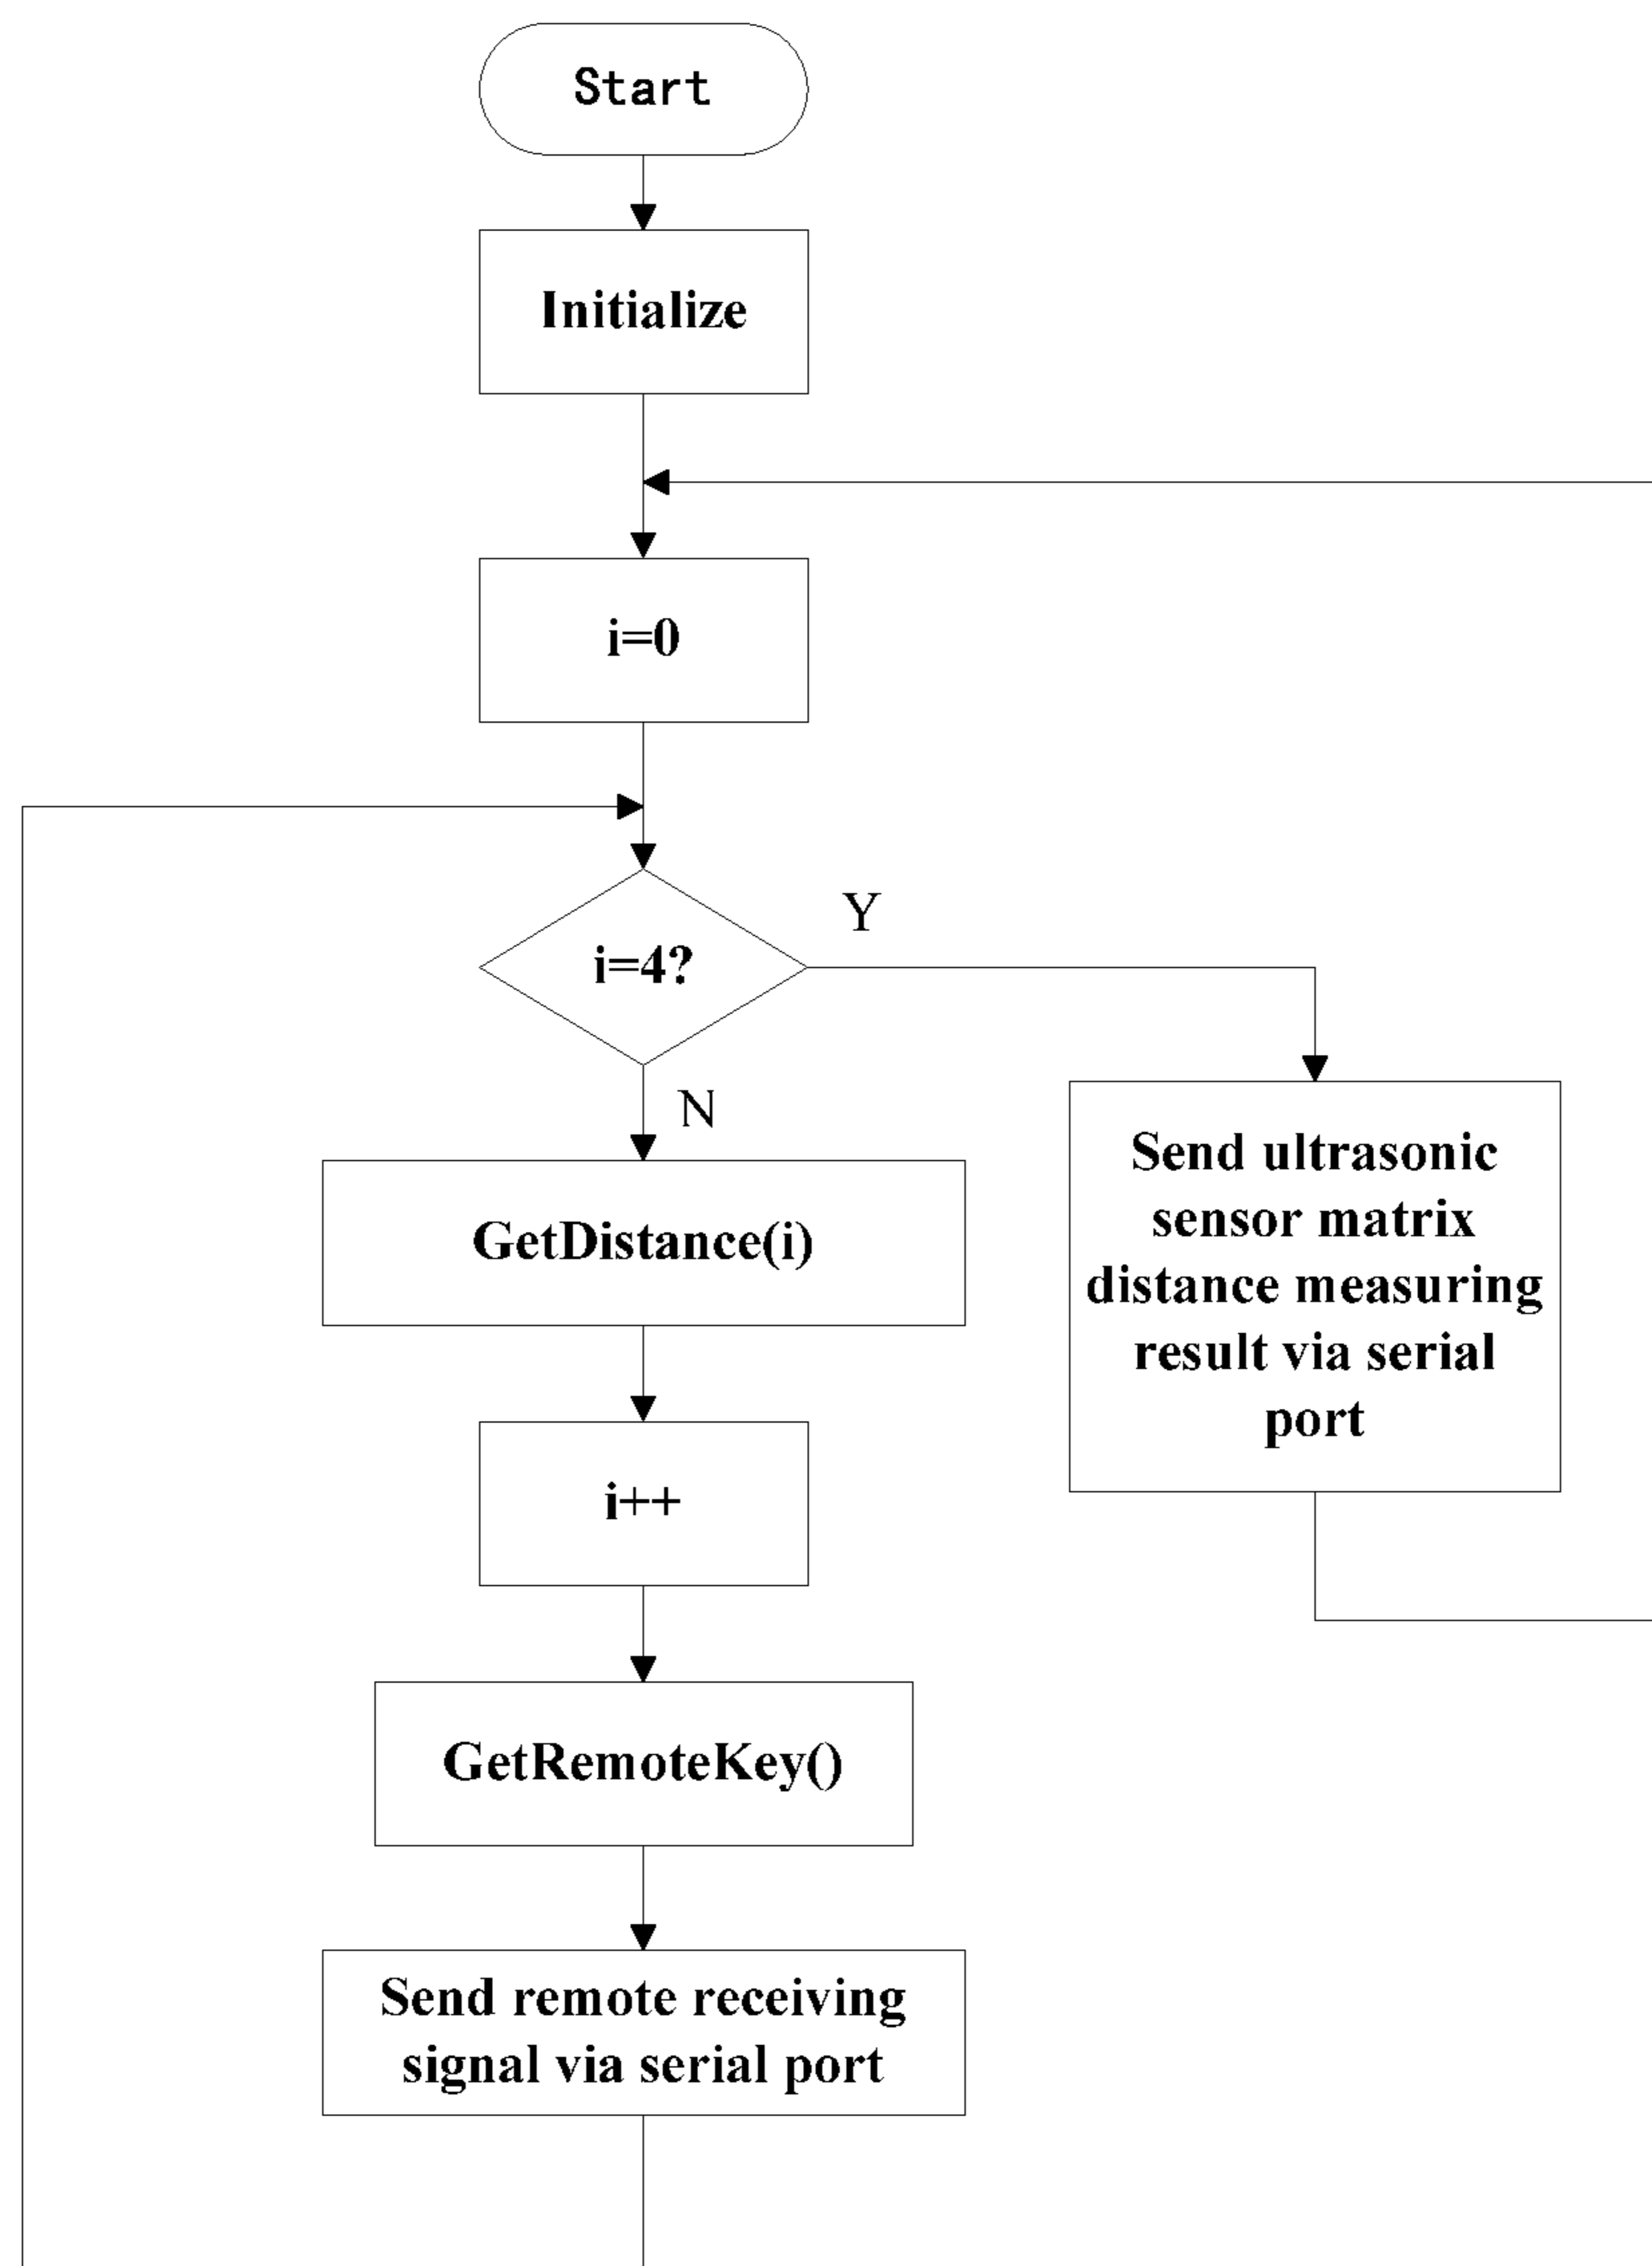 Start
Initialize
i=0
i=4?
Y
N
GetDistance(i)
i++
GetRemoteKey()
Send remote receiving
signal via serial port
Send ultrasonic
sensor matrix
distance measuring
result via serial
port